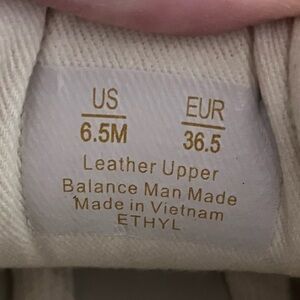 US EUR
6.5M 36.5
Leather Upper
Balance Man Made
Made in Vietnam
ETHYL